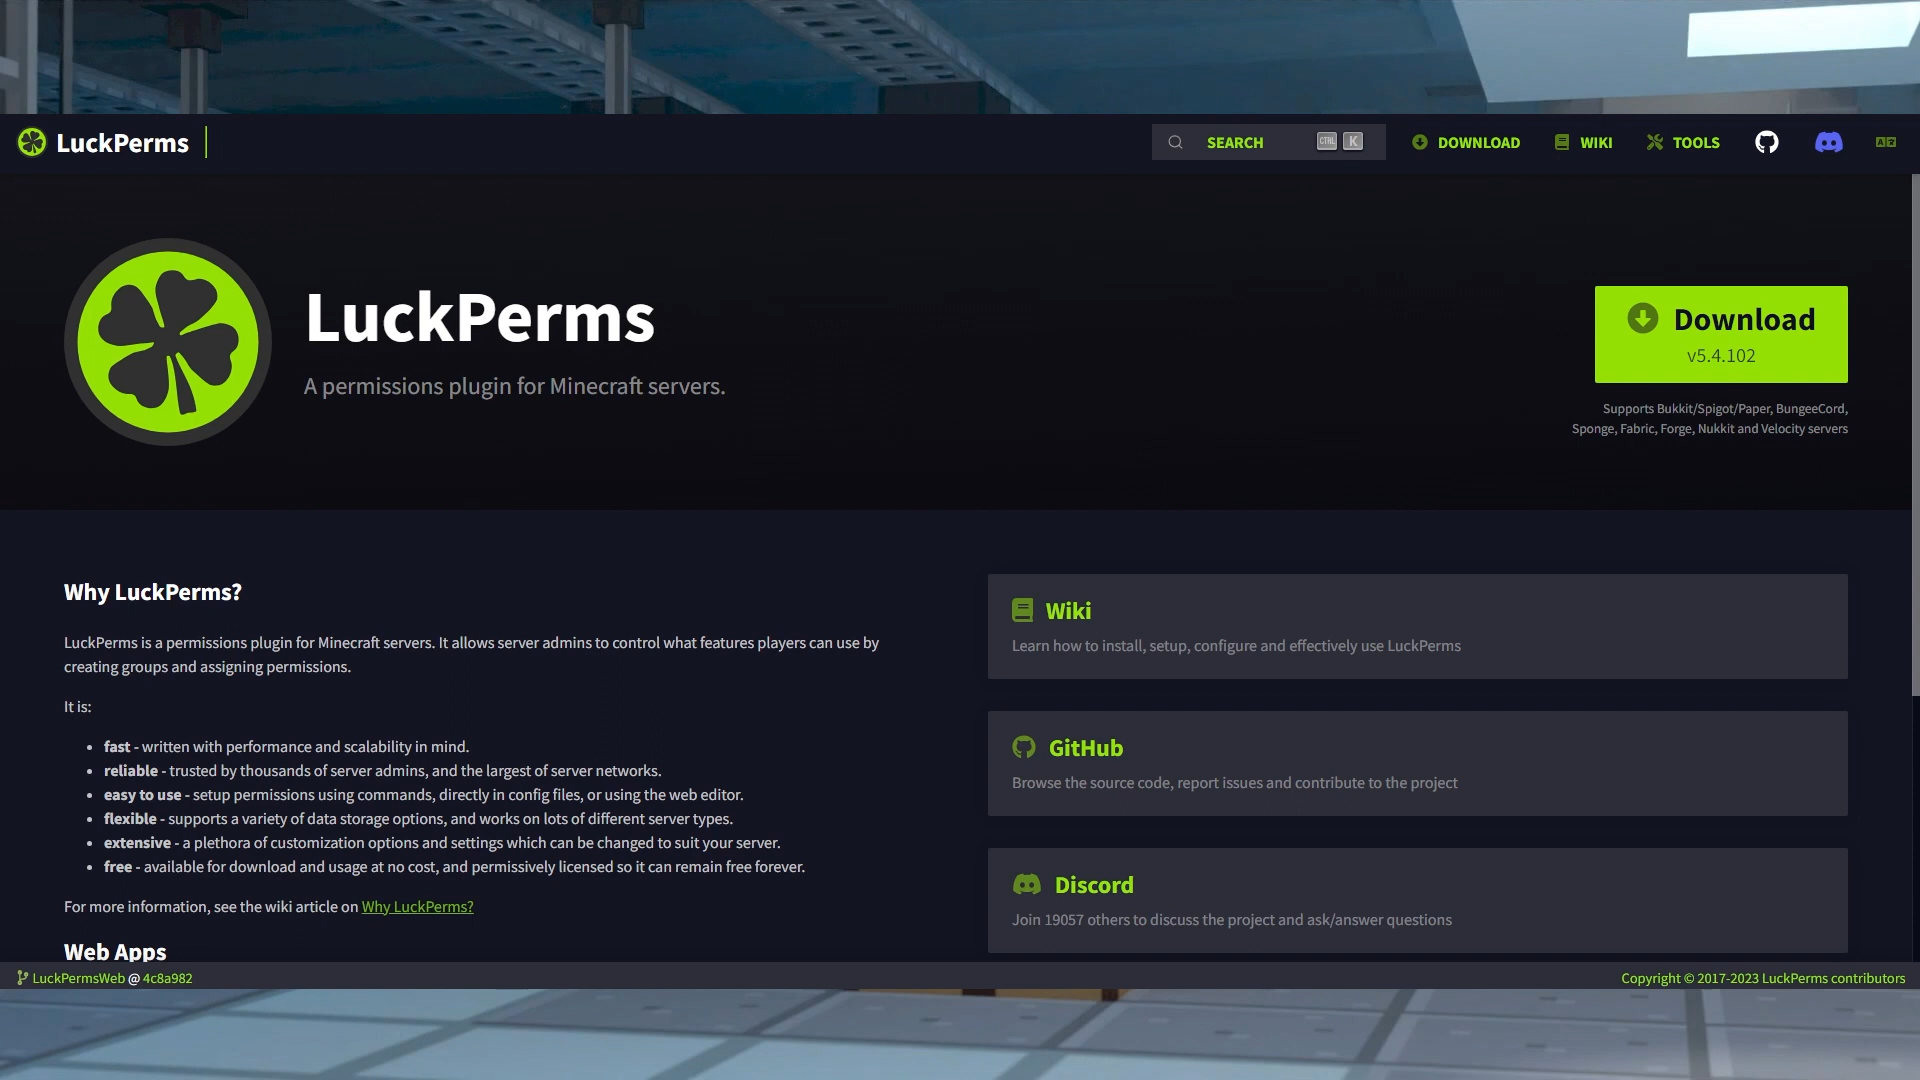 LuckPerms
SEARCH
CTRL K
DOWNLOAD
WIKI
TOOLS
LuckPerms
A permissions plugin for Minecraft servers.
Download
v5.4.102
Supports Bukkit/Spigot/Paper, BungeeCord,
Sponge, Fabric, Forge, Nukkit and Velocity servers
Why LuckPerms?
LuckPerms is a permissions plugin for Minecraft servers. It allows server admins to control what features players can use by
creating groups and assigning permissions.
It is:
• fast - written with performance and scalability in mind.
• reliable - trusted by thousands of server admins, and the largest of server networks.
• easy to use - setup permissions using commands, directly in config files, or using the web editor.
• flexible - supports a variety of data storage options, and works on lots of different server types.
• extensive - a plethora of customization options and settings which can be changed to suit your server.
• free - available for download and usage at no cost, and permissively licensed so it can remain free forever.
For more information, see the wiki article on Why LuckPerms?
Web Apps
Wiki
Learn how to install, setup, configure and effectively use LuckPerms
GitHub
Browse the source code, report issues and contribute to the project
Discord
Join 19057 others to discuss the project and ask/answer questions
LuckPermsWeb @ 4c8a982
Copyright © 2017-2023 LuckPerms contributors